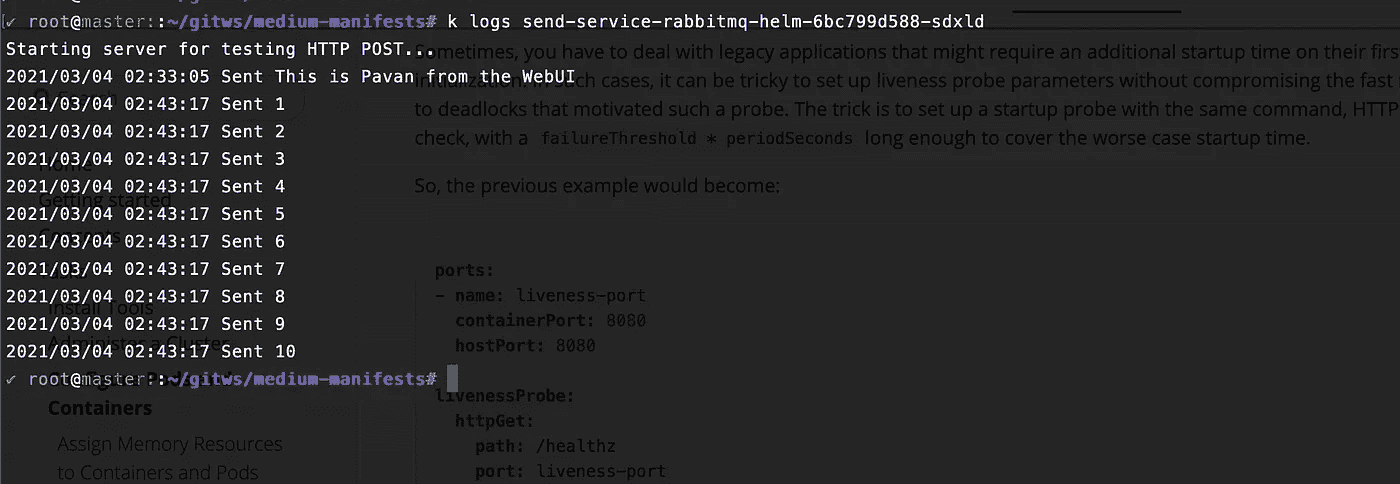 ✓ root@master::~/gitws/medium-manifests# k logs send-service-rabbitmq-helm-6bc799d588-sdxld
Starting server for testing HTTP POST...
2021/03/04 02:33:05 Sent This is Pavan from the WebUI
2021/03/04 02:43:17 Sent 1
2021/03/04 02:43:17 Sent 2
2021/03/04 02:43:17 Sent 3
2021/03/04 02:43:17 Sent 4
2021/03/04 02:43:17 Sent 5
2021/03/04 02:43:17 Sent 6
2021/03/04 02:43:17 Sent 7
2021/03/04 02:43:17 Sent 8
2021/03/04 02:43:17 Sent 9
2021/03/04 02:43:17 Sent 10
✓ root@master::~/gitws/medium-manifests#
Sometimes, you have to deal with legacy applications that might require an additional startup time on their first
initialization. In such cases, it can be tricky to set up liveness probe parameters without compromising the fast
to deadlocks that motivated such a probe. The trick is to set up a startup probe with the same command, HTTP
check, with a failureThreshold * periodSeconds long enough to cover the worse case startup time.
So, the previous example would become:
ports:
- name: liveness-port
containerPort: 8080
hostPort: 8080
livenessProbe:
httpGet:
path: /healthz
port: liveness-port
Search
Home
Getting started
Concepts
Install Tools
Administer a Cluster
Containers
Assign Memory Resources
to Containers and Pods